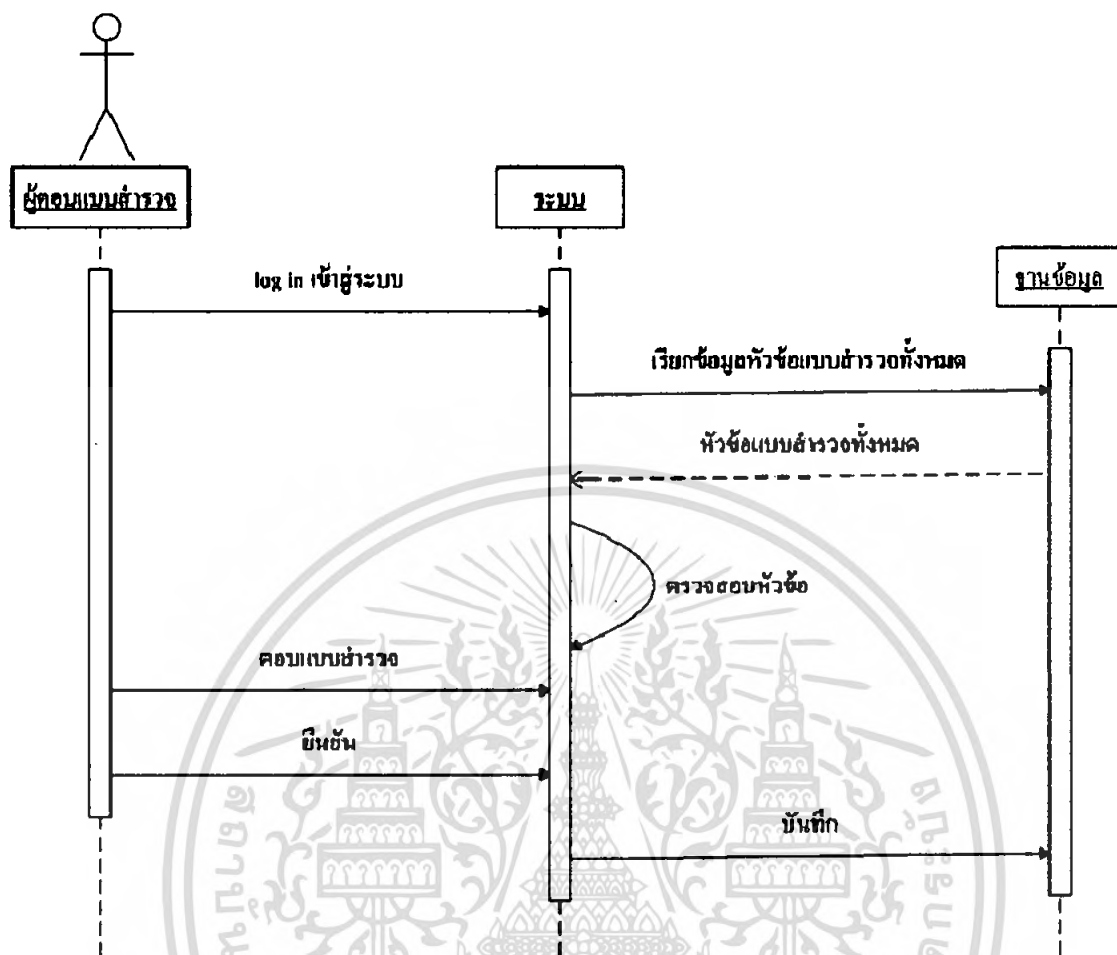 ผู้ตอบแบบสำรวจ
ระบบ
ฐานข้อมูล
log in เข้าสู่ระบบ
เรียกข้อมูลหัวข้อแบบสำรวจทั้งหมด
หัวข้อแบบสำรวจทั้งหมด
ตรวจสอบหัวข้อ
ตอบแบบสำรวจ
ยืนยัน
บันทึก